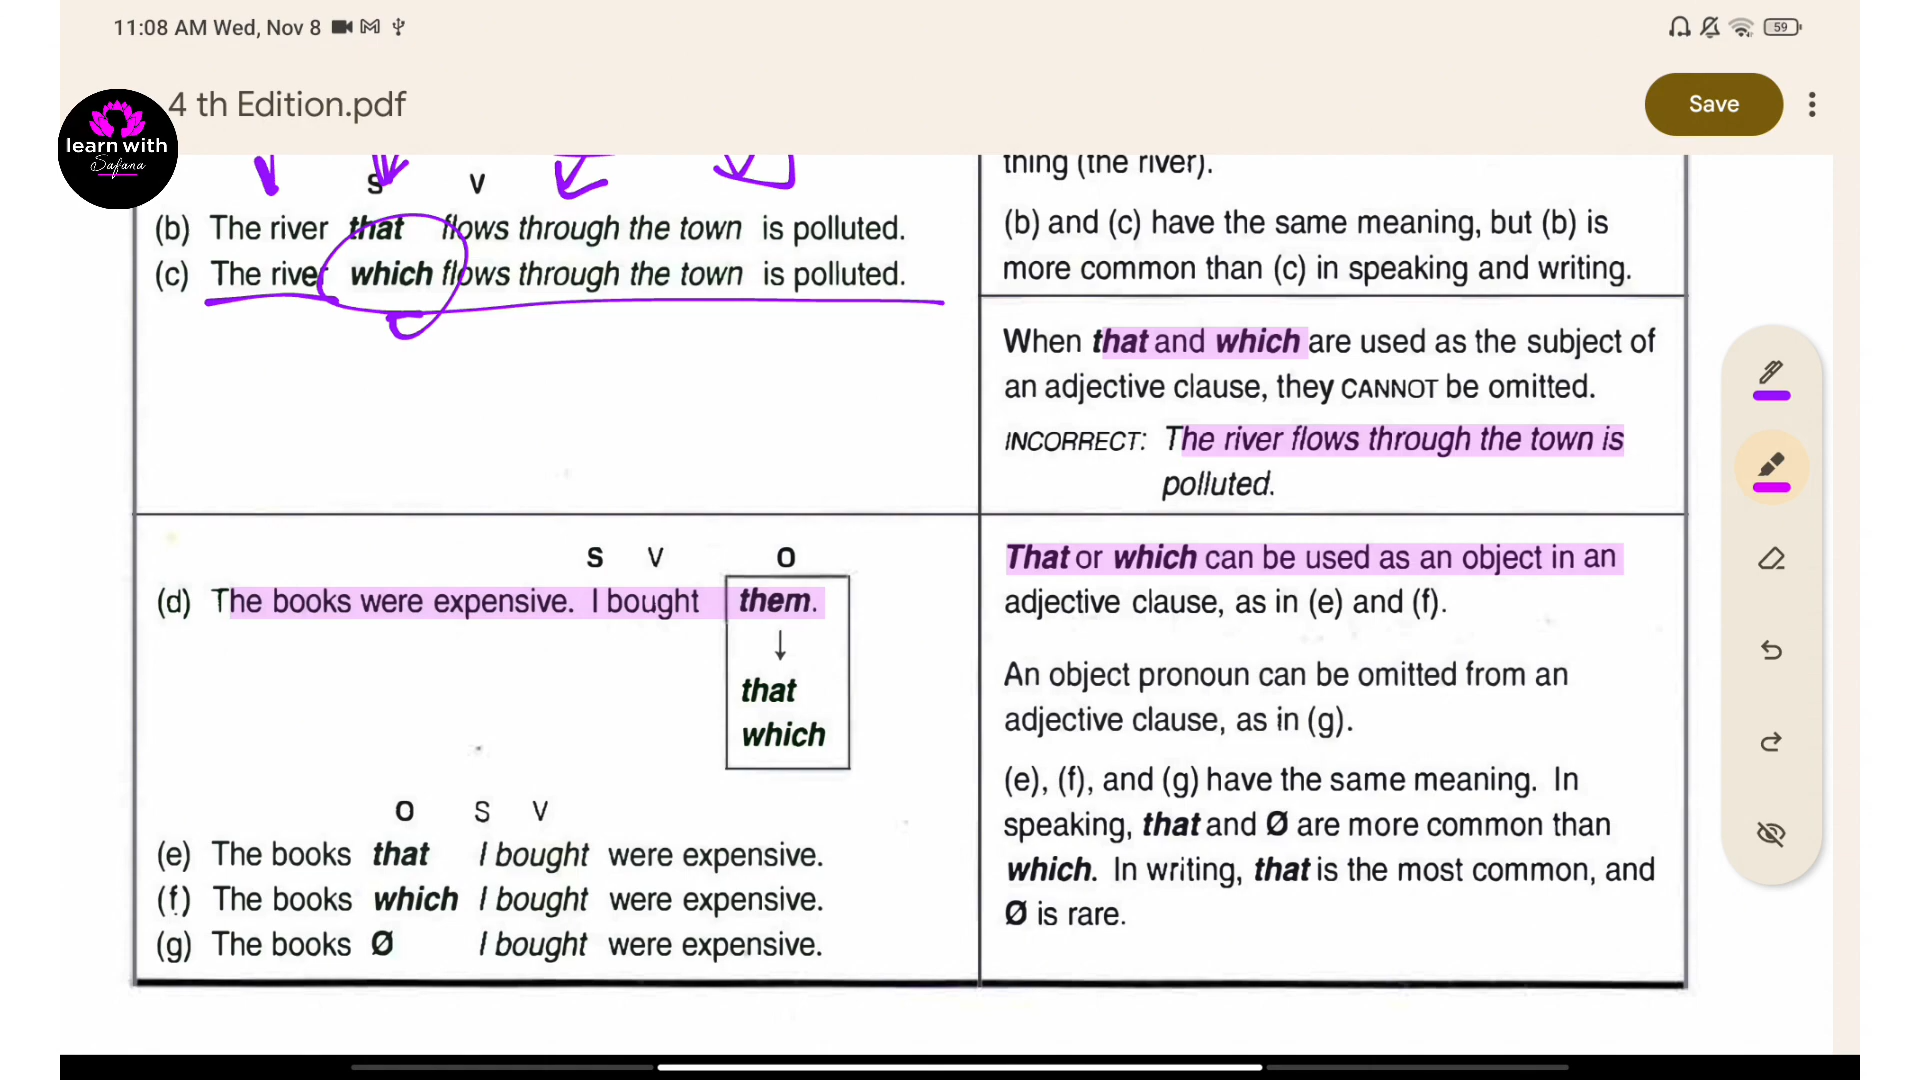 11:08 AM Wed, Nov 8
59
4 th Edition.pdf
Save
learn with
Safana
S V
(b) The river that flows through the town is polluted.
(c) The river which flows through the town is polluted.
thing (the river).
(b) and (c) have the same meaning, but (b) is
more common than (c) in speaking and writing.
When that and which are used as the subject of
an adjective clause, they CANNOT be omitted.
INCORRECT: The river flows through the town is
polluted.
S V O
(d) The books were expensive. I bought them.
that
which
O S V
(e) The books that I bought were expensive.
(f) The books which I bought were expensive.
(g) The books Ø I bought were expensive.
That or which can be used as an object in an
adjective clause, as in (e) and (f).
An object pronoun can be omitted from an
adjective clause, as in (g).
(e), (f), and (g) have the same meaning. In
speaking, that and Ø are more common than
which. In writing, that is the most common, and
Ø is rare.